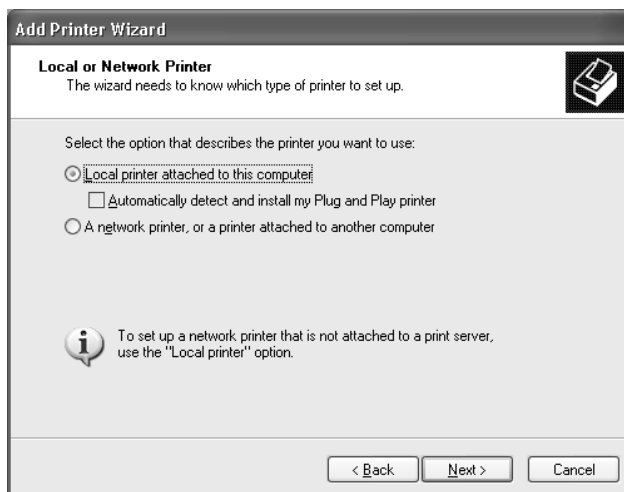 Add Printer Wizard
Local or Network Printer
The wizard needs to know which type of printer to set up.
Select the option that describes the printer you want to use:
Local printer attached to this computer
Automatically detect and install my Plug and Play printer
A network printer, or a printer attached to another computer
To set up a network printer that is not attached to a print server,
use the "Local printer" option.
< Back Next > Cancel